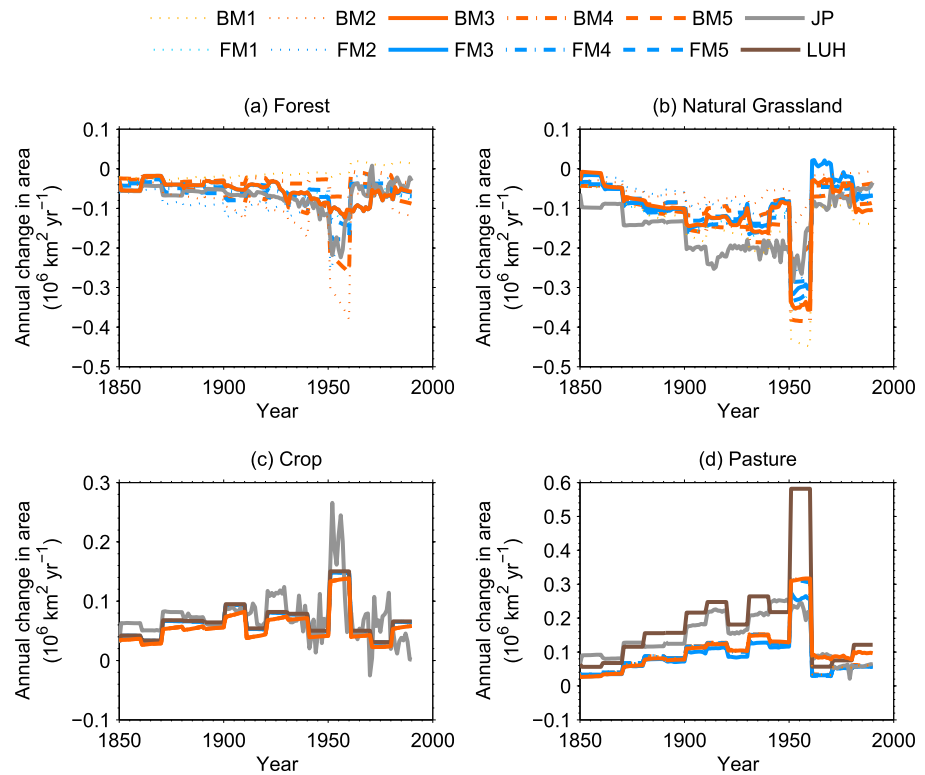 BM1 BM2 BM3 BM4 BM5 JP
FM1 FM2 FM3 FM4 FM5 LUH
(a) Forest
Annual change in area
(10⁶ km² yr⁻¹)
0.1
0
−0.1
−0.2
−0.3
−0.4
−0.5
1850 1900 1950 2000
Year
(b) Natural Grassland
Annual change in area
(10⁶ km² yr⁻¹)
0.1
0
−0.1
−0.2
−0.3
−0.4
−0.5
1850 1900 1950 2000
Year
(c) Crop
Annual change in area
(10⁶ km² yr⁻¹)
0.3
0.2
0.1
0
−0.1
1850 1900 1950 2000
Year
(d) Pasture
Annual change in area
(10⁶ km² yr⁻¹)
0.6
0.5
0.4
0.3
0.2
0.1
0
−0.1
1850 1900 1950 2000
Year